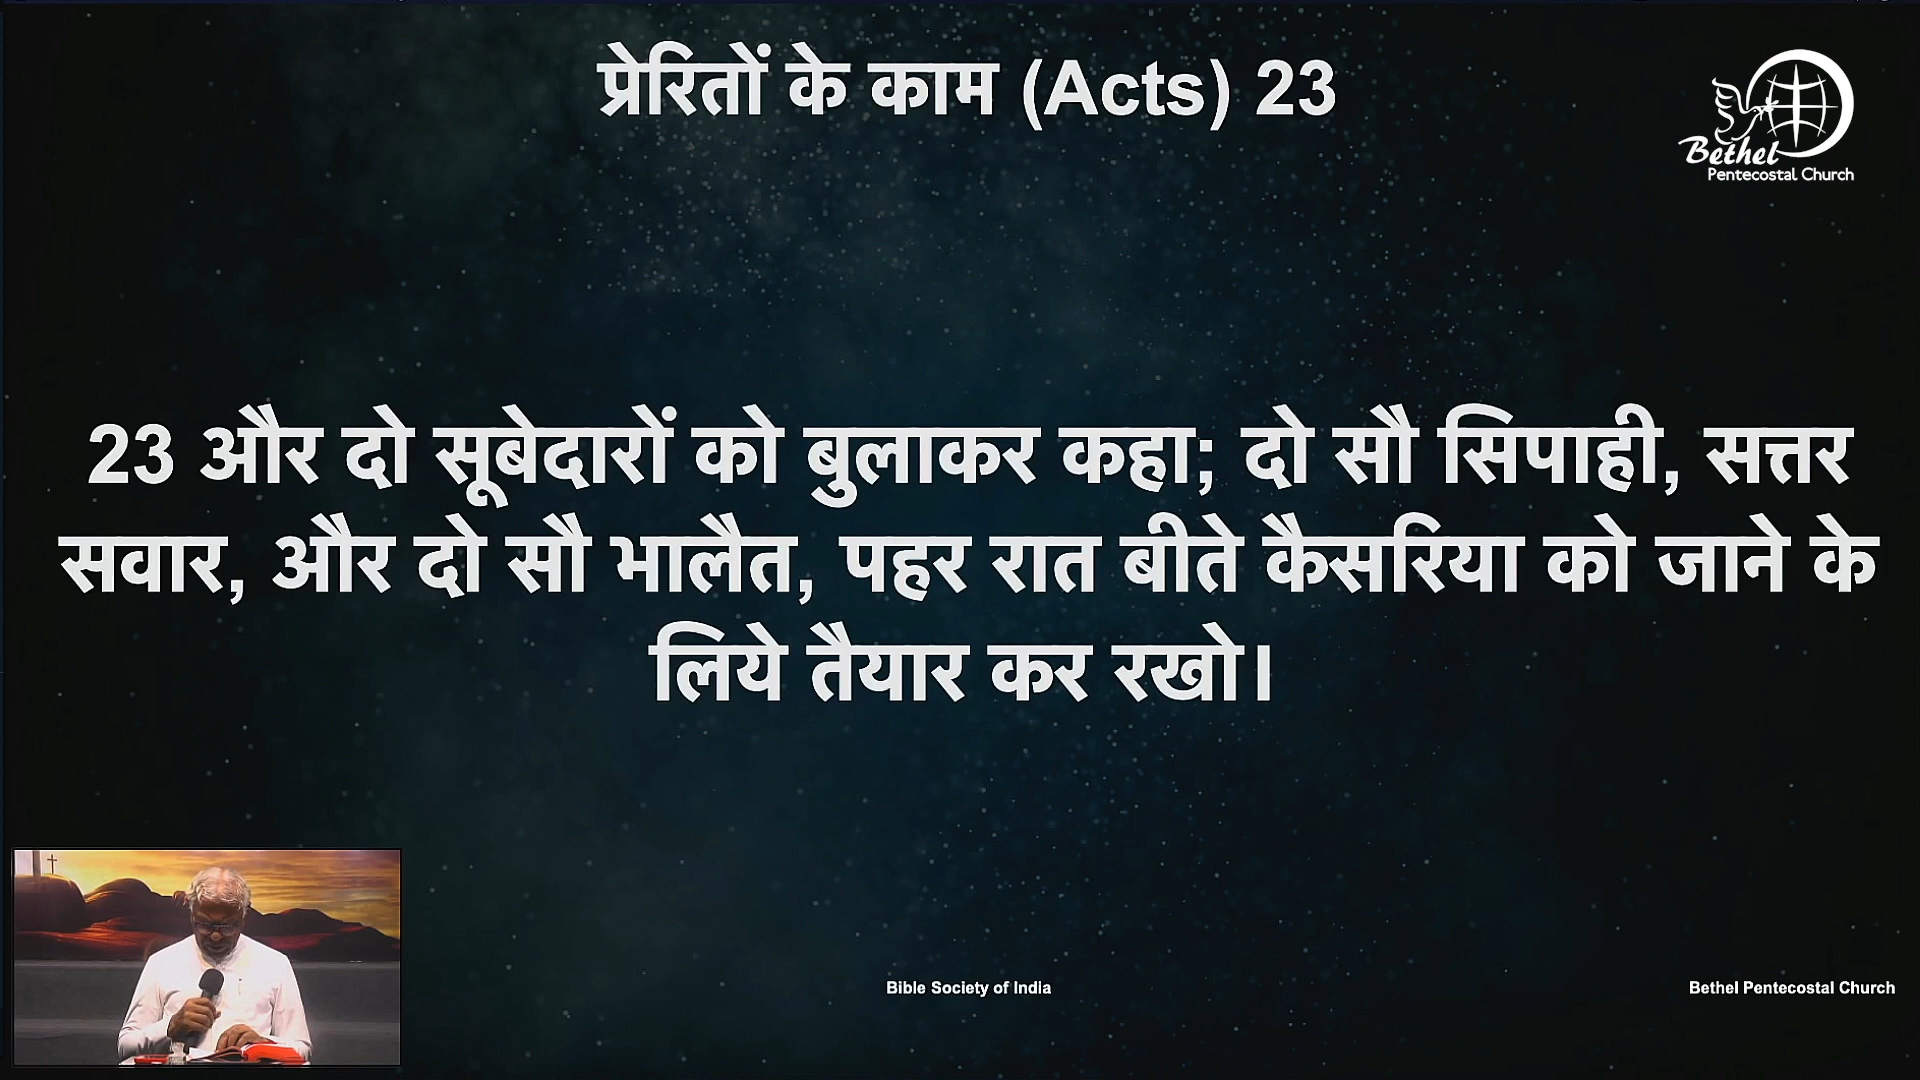 प्रेरितों के काम (Acts) 23
Bethel
Pentecostal Church
23 और दो सूबेदारों को बुलाकर कहा; दो सौ सिपाही, सत्तर
सवार, और दो सौ भालैत, पहर रात बीते कैसरिया को जाने के
लिये तैयार कर रखो।
Bible Society of India
Bethel Pentecostal Church